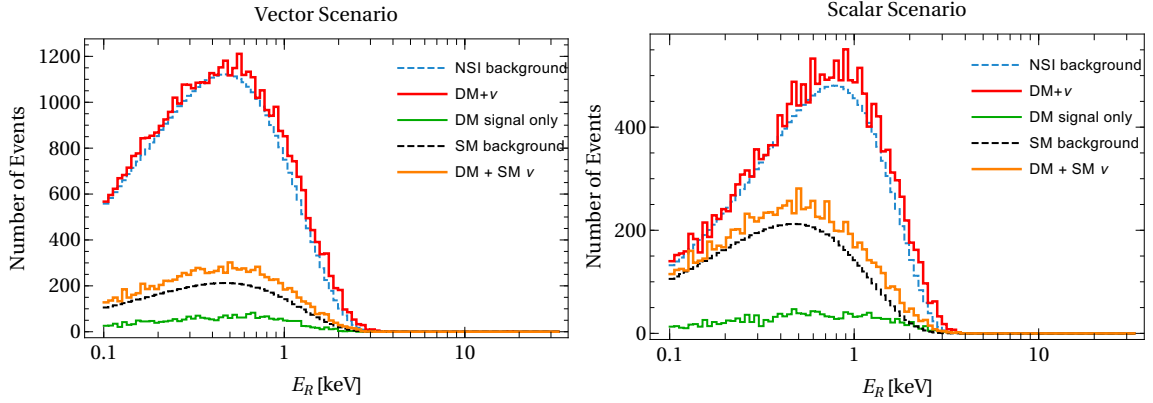 Vector Scenario
Number of Events
1200
1000
800
600
400
200
0
0.1
1
10
E_R [keV]
NSI background
DM+ν
DM signal only
SM background
DM + SM ν
Scalar Scenario
Number of Events
400
200
0
0.1
1
10
E_R [keV]
NSI background
DM+ν
DM signal only
SM background
DM + SM ν